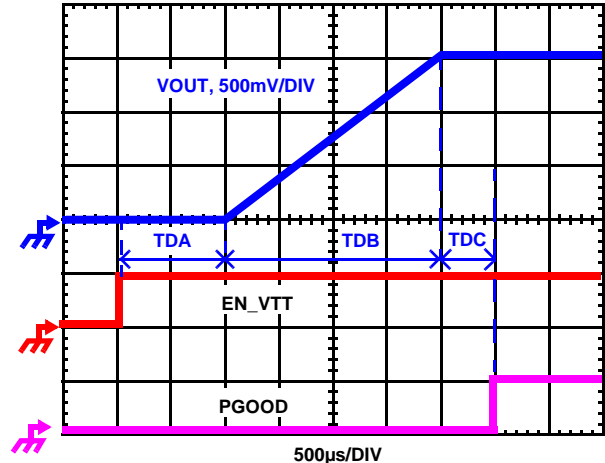 VOUT, 500mV/DIV
TDA
TDB
TDC
EN_VTT
PGOOD
500µs/DIV